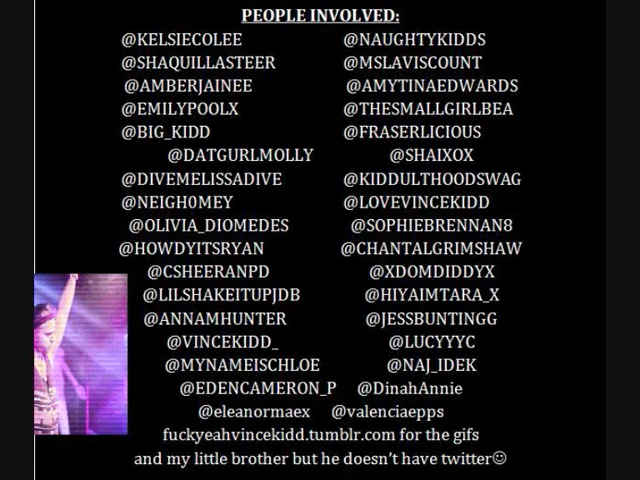 PEOPLE INVOLVED:
@KELSIECOLEE @NAUGHTYKIDDS
@SHAQUILLASTEER @MSLAVISCOUNT
@AMBERJAINEE @AMYTINAEDWARDS
@EMILYPOOLX @THESMALLGIRLBEA
@BIG_KIDD @FRASERLICIOUS
@DATGURLMOLLY @SHAIXOX
@DIVEMELISSADIVE @KIDDULTHOODSWAG
@NEIGH0MEY @LOVEVINCEKIDD
@OLIVIA_DIOMEDES @SOPHIEBRENNAN8
@HOWDYITSRYAN @CHANTALGRIMSHAW
@CSHEERANPD @XDOMDIDDYX
@LILSHAKEITUPJDB @HIYAIMTARA_X
@ANNAMHUNTER @JESSBUNTINGG
@VINCEKIDD_ @LUCYYYC
@MYNAMEISCHLOE @NAJ_IDEK
@EDENCAMERON_P @DinahAnnie
@eleanormaex @valenciaepps
fuckyeahvincekidd.tumblr.com for the gifs
and my little brother but he doesn't have twitter☺